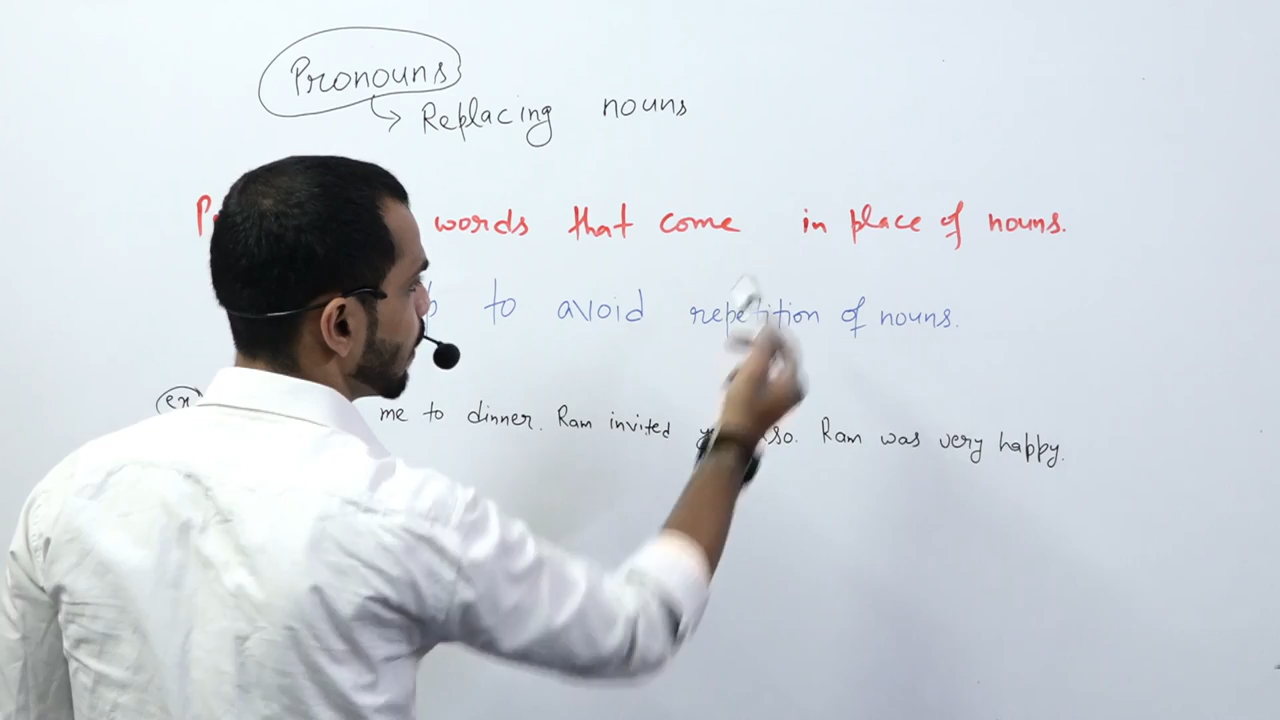 Pronouns
Replacing nouns
words that come in place of nouns.
to avoid repetition of nouns.
ex
me to dinner. Ram invited so. Ram was very happy.